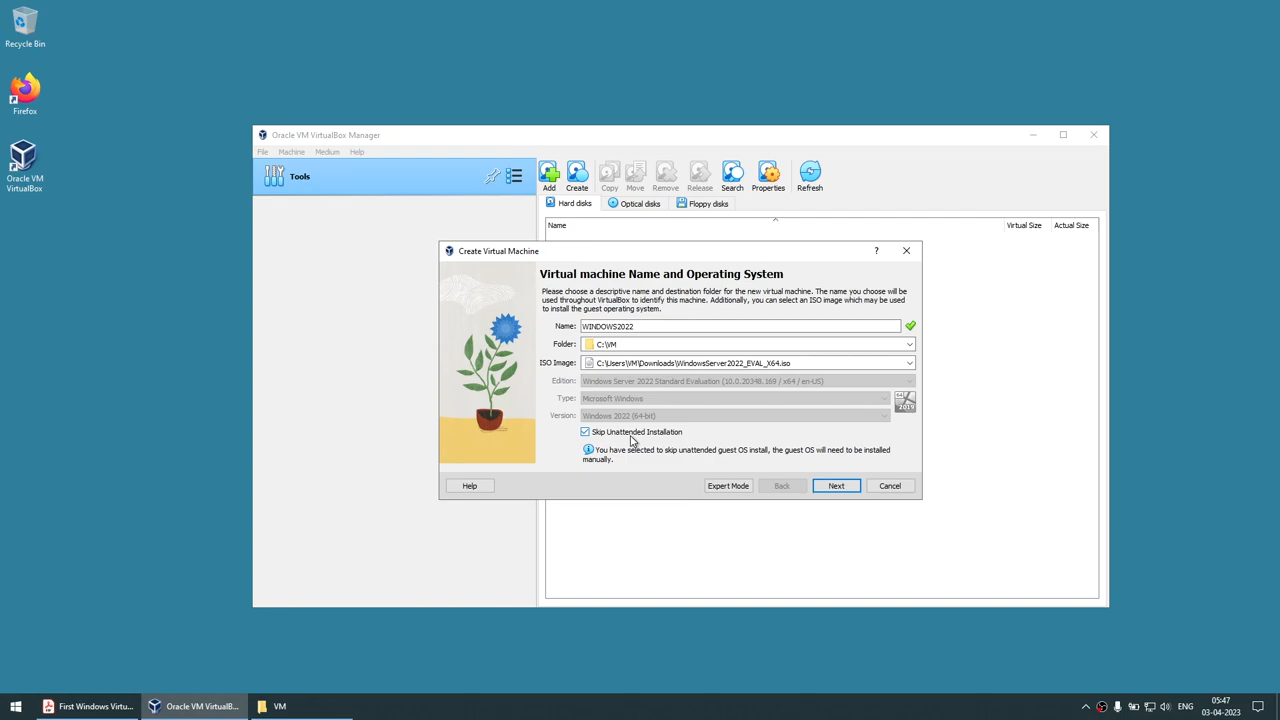 Recycle Bin
Firefox
Oracle VM
VirtualBox
Oracle VM VirtualBox Manager
File Machine Medium Help
Tools
Add Create Copy Move Remove Release Search Properties Refresh
Hard disks Optical disks Floppy disks
Name Virtual Size Actual Size
Create Virtual Machine
?
Virtual machine Name and Operating System
Please choose a descriptive name and destination folder for the new virtual machine. The name you choose will be
used throughout VirtualBox to identify this machine. Additionally, you can select an ISO image which may be used
to install the guest operating system.
Name: WINDOWS2022
Folder: C:\VM
ISO Image: C:\Users\VM\Downloads\WindowsServer2022_EVAL_X64.iso
Edition: Windows Server 2022 Standard Evaluation (10.0.20348.169 / x64 / en-US)
Type: Microsoft Windows
64
2019
Version: Windows 2022 (64-bit)
Skip Unattended Installation
You have selected to skip unattended guest OS install, the guest OS will need to be installed
manually.
Help Expert Mode Back Next Cancel
First Windows Virtu... Oracle VM VirtualB... VM
ENG
05:47
03-04-2023